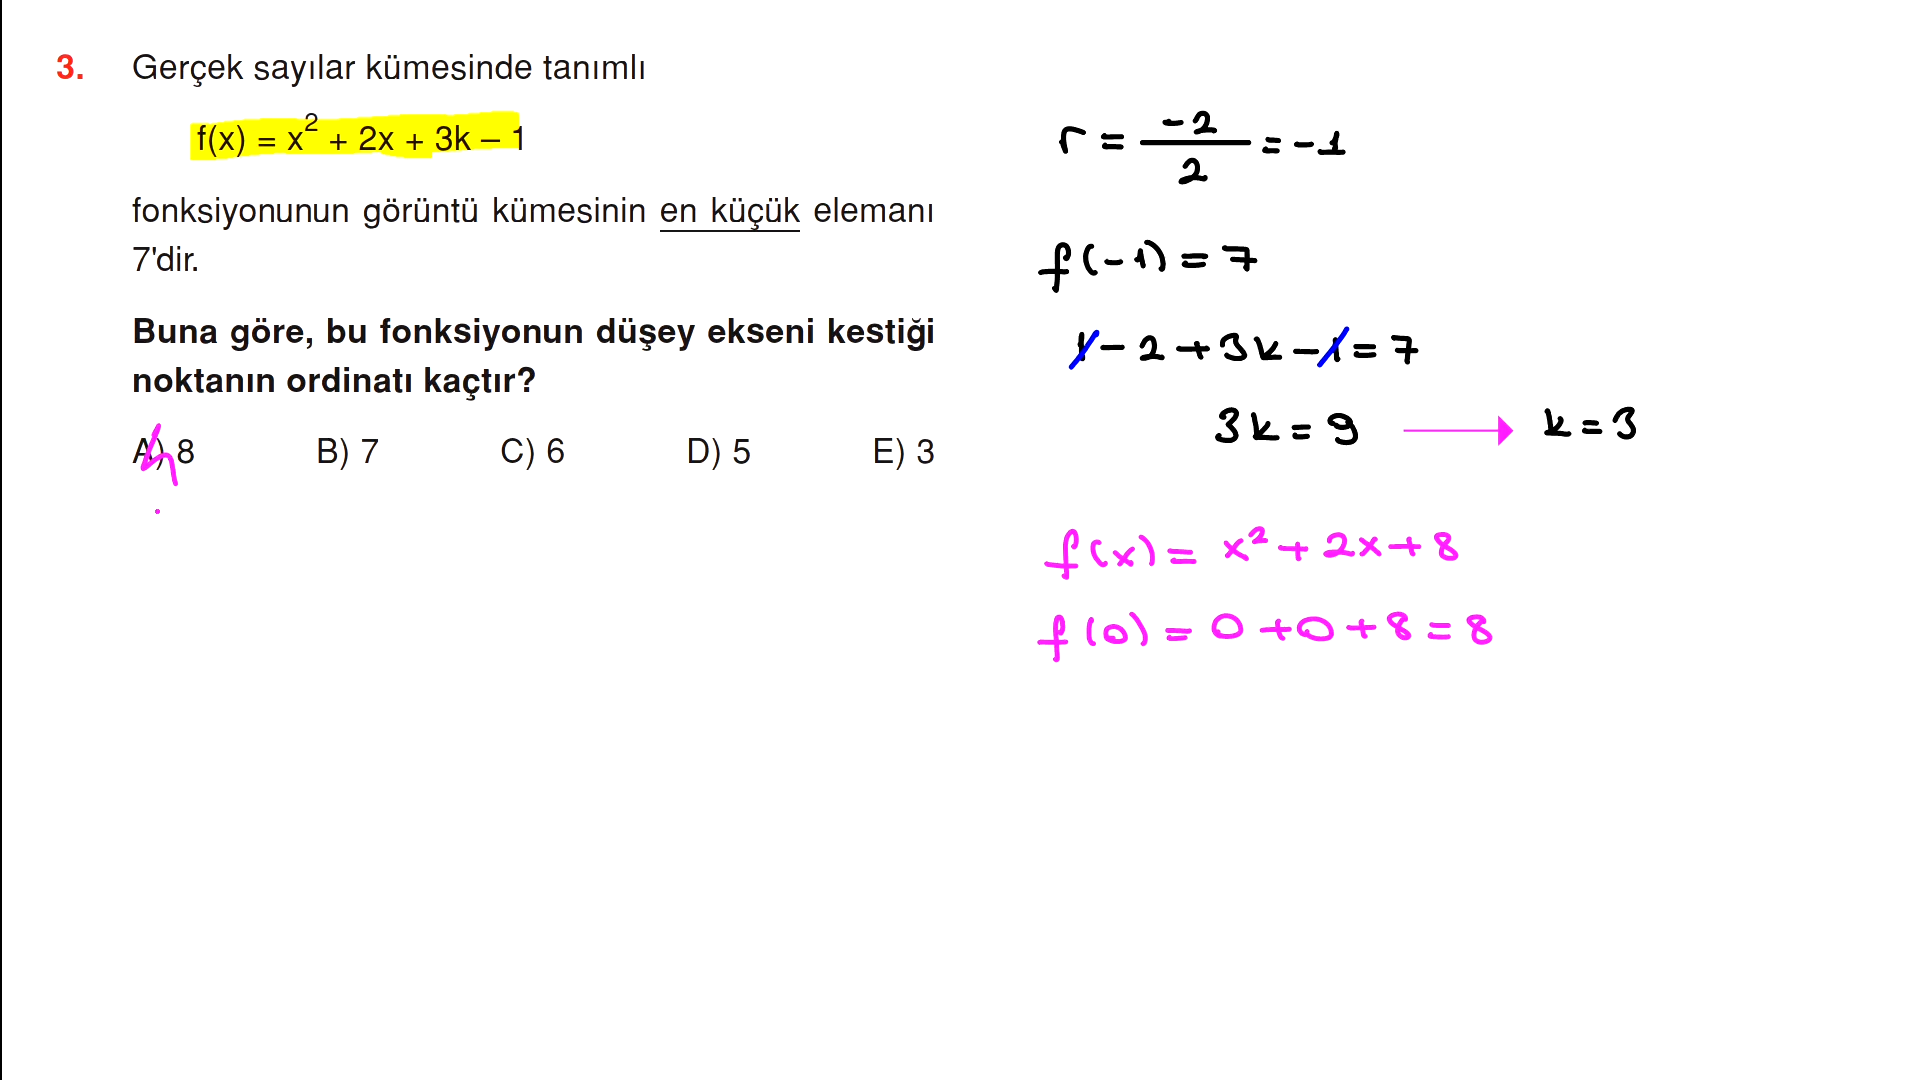 3. Gerçek sayılar kümesinde tanımlı
f(x) = x² + 2x + 3k – 1
fonksiyonunun görüntü kümesinin en küçük elemanı
7'dir.
Buna göre, bu fonksiyonun düşey ekseni kestiği
noktanın ordinatı kaçtır?
A) 8 B) 7 C) 6 D) 5 E) 3
r = -2/2 = -1
f(-1) = 7
1 - 2 + 3k - 1 = 7
3k = 9 → k = 3
f(x) = x² + 2x + 8
f(0) = 0 + 0 + 8 = 8